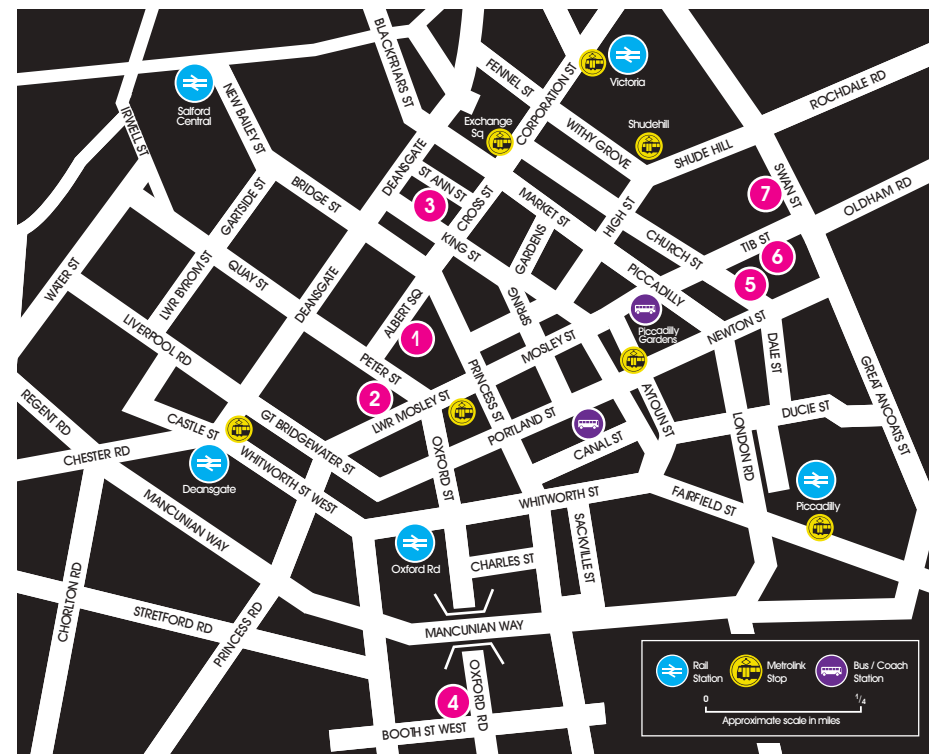 BLACKFRIARS ST
FENNEL ST
CORPORATION ST
Victoria
ROCHDALE RD
Salford
Central
NEW BAILEY ST
IRWELL ST
Exchange
Sq
WITHY GROVE
Shudehill
SHUDE HILL
SWAN ST
OLDHAM RD
DEANSGATE
ST ANN ST
3
CROSS ST
MARKET ST
HIGH ST
7
BRIDGE ST
GARTSIDE ST
KING ST
GARDENS
CHURCH ST
TIB ST
6
5
WATER ST
LWR BYROM ST
QUAY ST
DEANSGATE
ALBERT SQ
1
SPRING
PICCADILLY
Piccadilly
Gardens
NEWTON ST
LIVERPOOL RD
PETER ST
2
LWR MOSLEY ST
PRINCESS ST
MOSLEY ST
DALE ST
GREAT ANCOATS ST
REGENT RD
CASTLE ST
GT BRIDGEWATER ST
OXFORD ST
PORTLAND ST
AYTOUN ST
CANAL ST
LONDON RD
DUCIE ST
CHESTER RD
Deansgate
WHITWORTH ST WEST
WHITWORTH ST
FAIRFIELD ST
Piccadilly
MANCUNIAN WAY
Oxford Rd
CHARLES ST
SACKVILLE ST
CHORLTON RD
STRETFORD RD
PRINCESS RD
MANCUNIAN WAY
OXFORD RD
4
BOOTH ST WEST
Rail
Station
Metrolink
Stop
Bus / Coach
Station
0
1/4
Approximate scale in miles